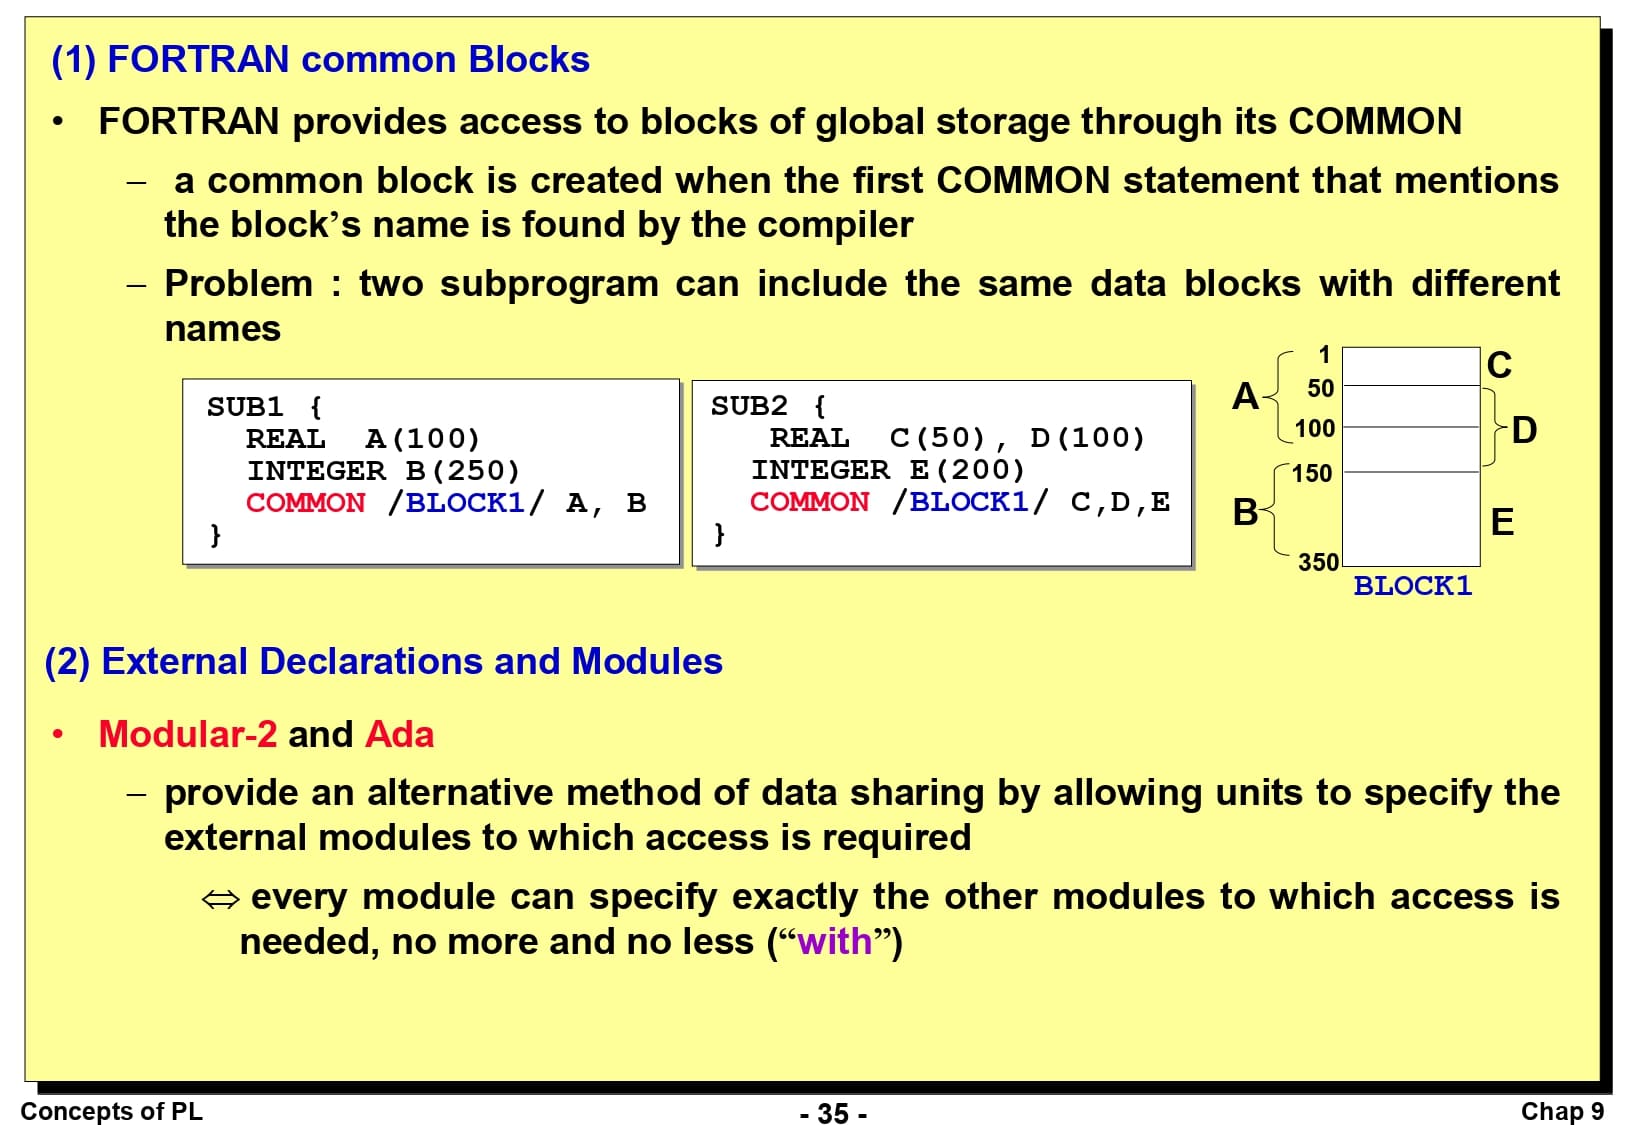 (1) FORTRAN common Blocks
• FORTRAN provides access to blocks of global storage through its COMMON
– a common block is created when the first COMMON statement that mentions
the block’s name is found by the compiler
– Problem : two subprogram can include the same data blocks with different
names
SUB1 {
REAL A(100)
INTEGER B(250)
COMMON /BLOCK1/ A, B
}
SUB2 {
REAL C(50), D(100)
INTEGER E(200)
COMMON /BLOCK1/ C,D,E
}
1
C
A
50
100
D
150
B
E
350
BLOCK1
(2) External Declarations and Modules
• Modular-2 and Ada
– provide an alternative method of data sharing by allowing units to specify the
external modules to which access is required
⇔ every module can specify exactly the other modules to which access is
needed, no more and no less (“with”)
Concepts of PL
- 35 -
Chap 9